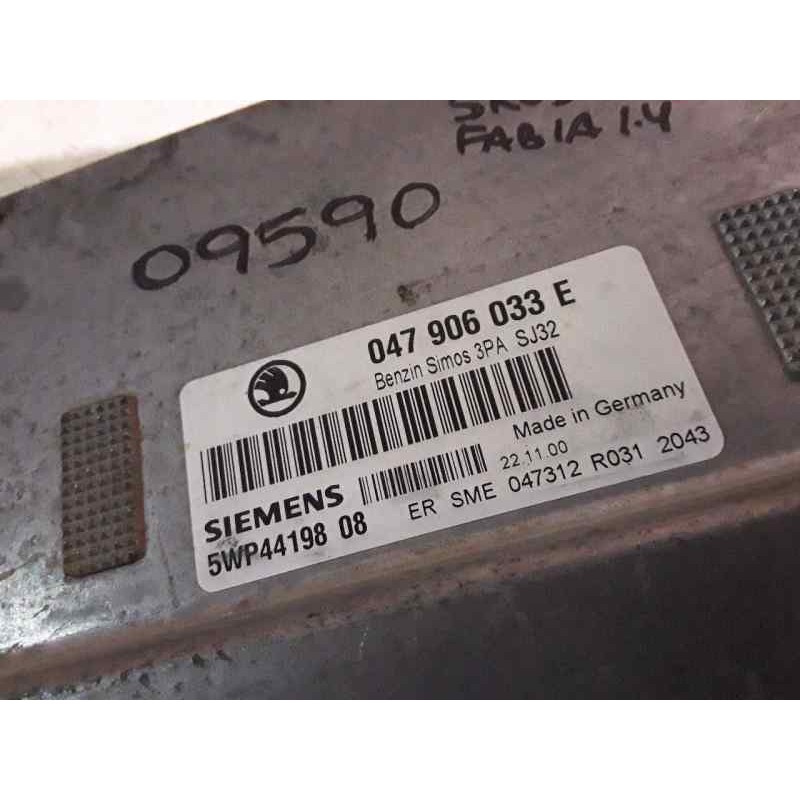 FABIA 1.4
09590
047 906 033 E
Benzin Simos 3PA SJ32
Made in Germany
22.11.00
SIEMENS
5WP44198 08
ER SME 047312 R031 2043